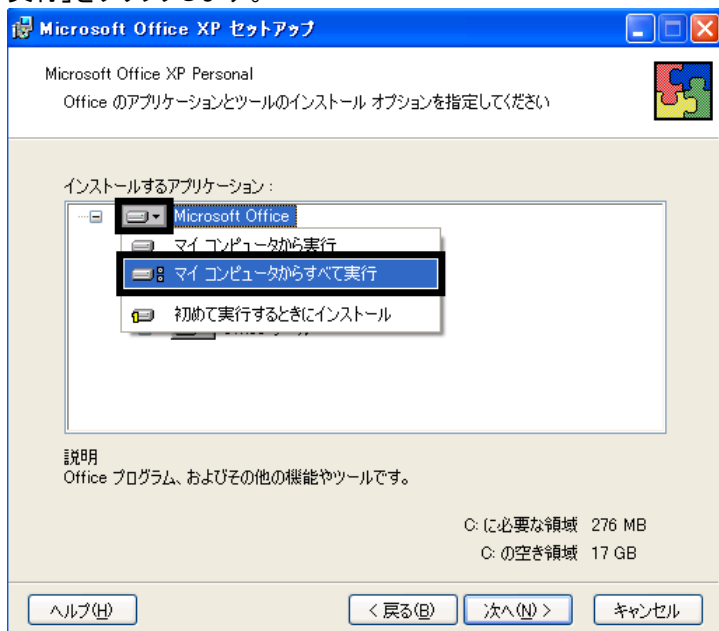 Microsoft Office XP セットアップ
Microsoft Office XP Personal
Office のアプリケーションとツールのインストール オプションを指定してください
インストールするアプリケーション :
Microsoft Office
マイ コンピュータから実行
マイ コンピュータからすべて実行
初めて実行するときにインストール
説明
Office プログラム、およびその他の機能やツールです。
C: に必要な領域 276 MB
C: の空き領域 17 GB
ヘルプ(H)
< 戻る(B)
次へ(N) >
キャンセル